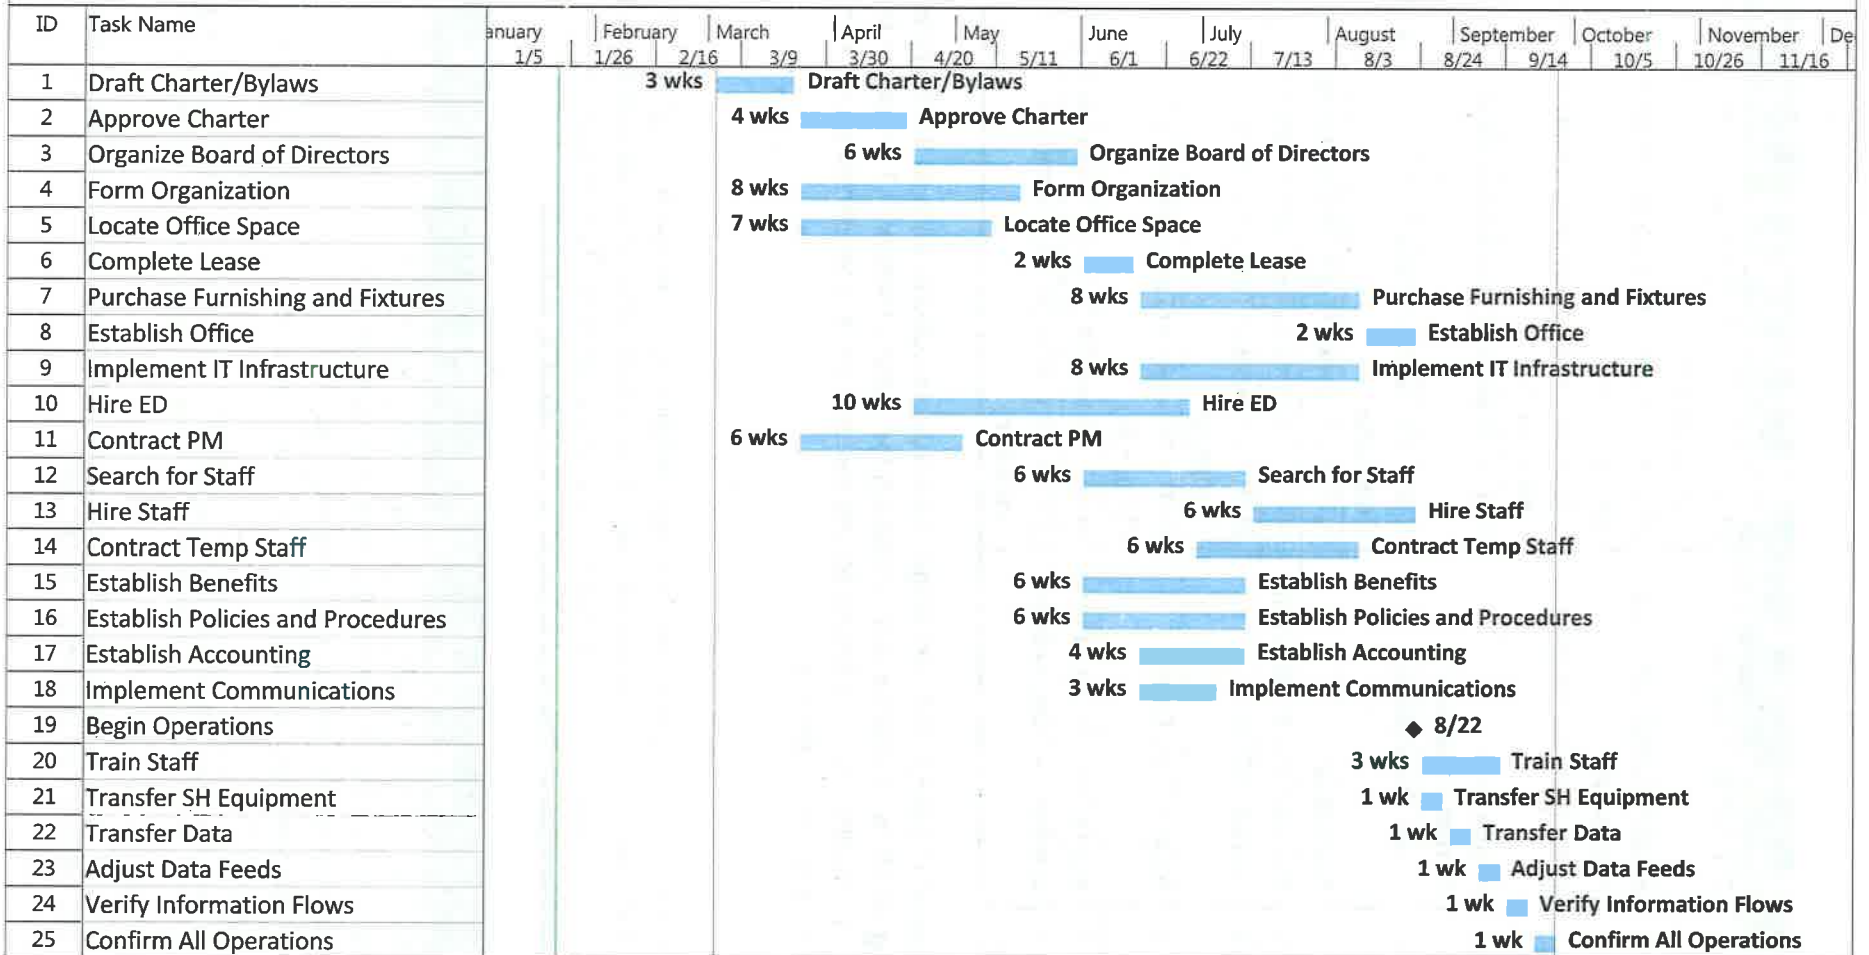 ID Task Name anuary February March April May June July August September October November De
1/5 1/26 2/16 3/9 3/30 4/20 5/11 6/1 6/22 7/13 8/3 8/24 9/14 10/5 10/26 11/16
1 Draft Charter/Bylaws 3 wks Draft Charter/Bylaws
2 Approve Charter 4 wks Approve Charter
3 Organize Board of Directors 6 wks Organize Board of Directors
4 Form Organization 8 wks Form Organization
5 Locate Office Space 7 wks Locate Office Space
6 Complete Lease 2 wks Complete Lease
7 Purchase Furnishing and Fixtures 8 wks Purchase Furnishing and Fixtures
8 Establish Office 2 wks Establish Office
9 Implement IT Infrastructure 8 wks Implement IT Infrastructure
10 Hire ED 10 wks Hire ED
11 Contract PM 6 wks Contract PM
12 Search for Staff 6 wks Search for Staff
13 Hire Staff 6 wks Hire Staff
14 Contract Temp Staff 6 wks Contract Temp Staff
15 Establish Benefits 6 wks Establish Benefits
16 Establish Policies and Procedures 6 wks Establish Policies and Procedures
17 Establish Accounting 4 wks Establish Accounting
18 Implement Communications 3 wks Implement Communications
19 Begin Operations 8/22
20 Train Staff 3 wks Train Staff
21 Transfer SH Equipment 1 wk Transfer SH Equipment
22 Transfer Data 1 wk Transfer Data
23 Adjust Data Feeds 1 wk Adjust Data Feeds
24 Verify Information Flows 1 wk Verify Information Flows
25 Confirm All Operations 1 wk Confirm All Operations